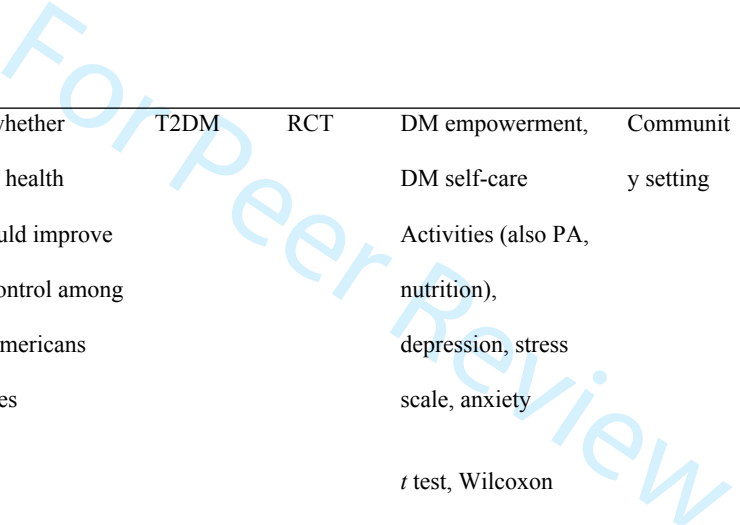 whether T2DM RCT DM empowerment, Communit
health DM self-care y setting
uld improve Activities (also PA,
ontrol among nutrition),
mericans depression, stress
es scale, anxiety
t test, Wilcoxon
For Peer Review